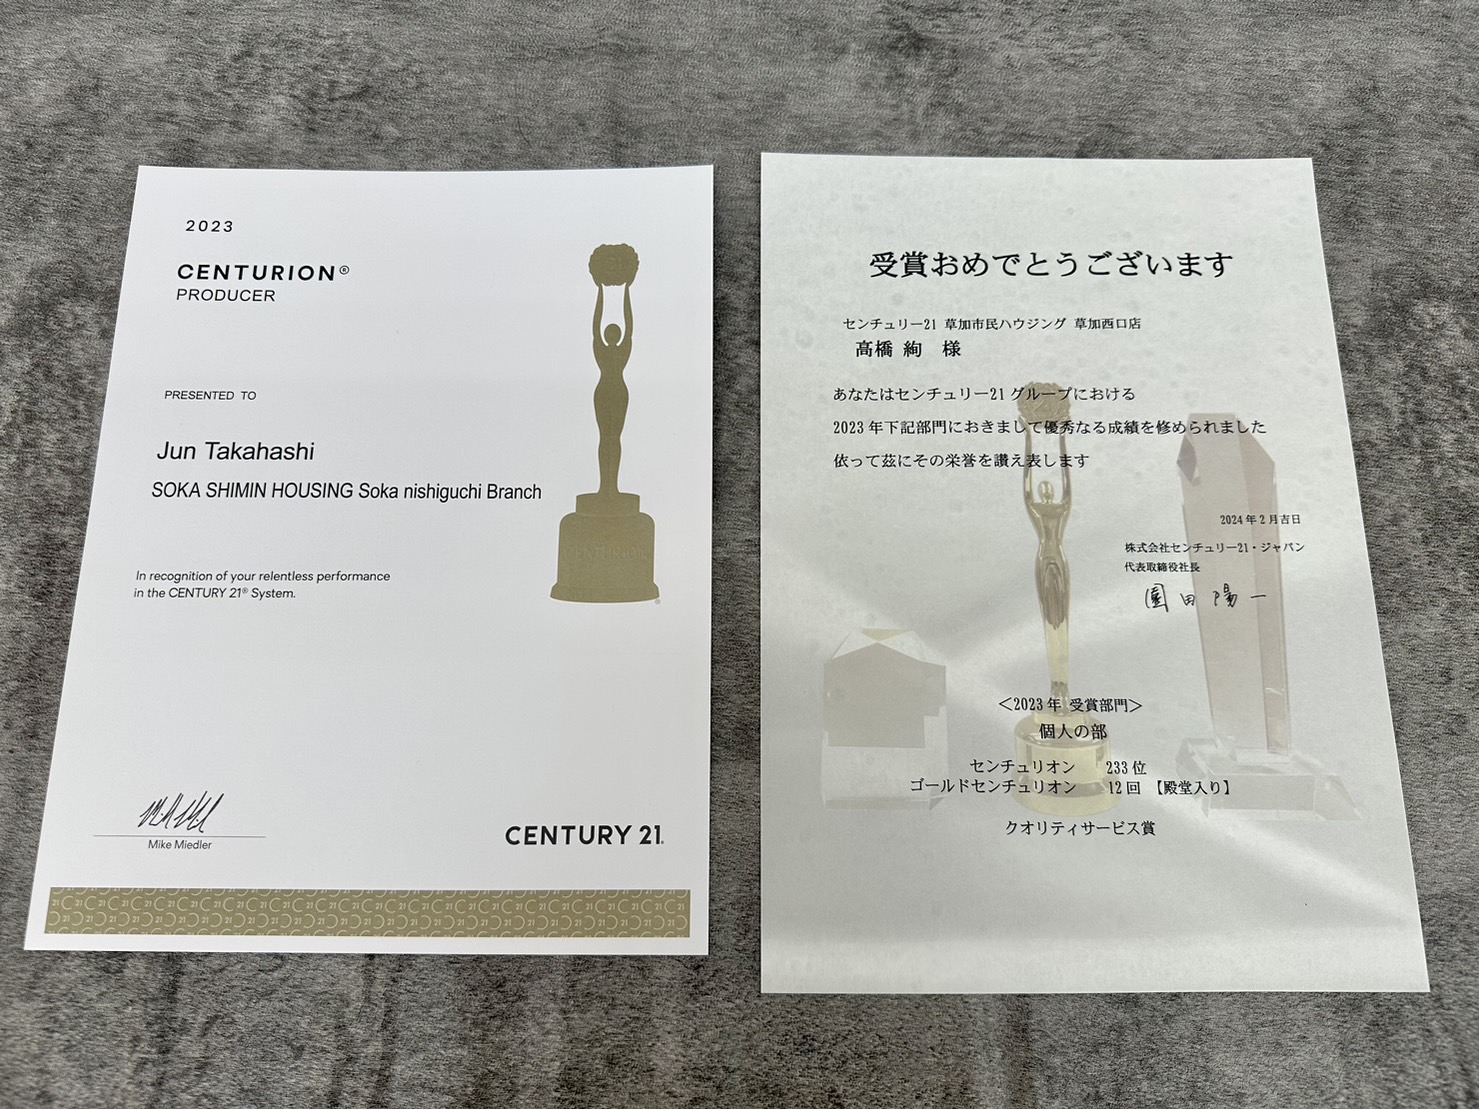 2023
CENTURION®
PRODUCER
PRESENTED TO
Jun Takahashi
SOKA SHIMIN HOUSING Soka nishiguchi Branch
In recognition of your relentless performance
in the CENTURY 21® System.
CENTURION
Mike Miedler
CENTURY 21.
受賞おめでとうございます
センチュリー21 草加市民ハウジング 草加西口店
高橋 絢 様
あなたはセンチュリー21グループにおける
2023年下記部門におきまして優秀なる成績を修められました
依って茲にその栄誉を讃え表します
2024年2月吉日
株式会社センチュリー21・ジャパン
代表取締役社長
園田陽一
＜2023年 受賞部門＞
個人の部
センチュリオン 233位
ゴールドセンチュリオン 12回 【殿堂入り】
クオリティサービス賞